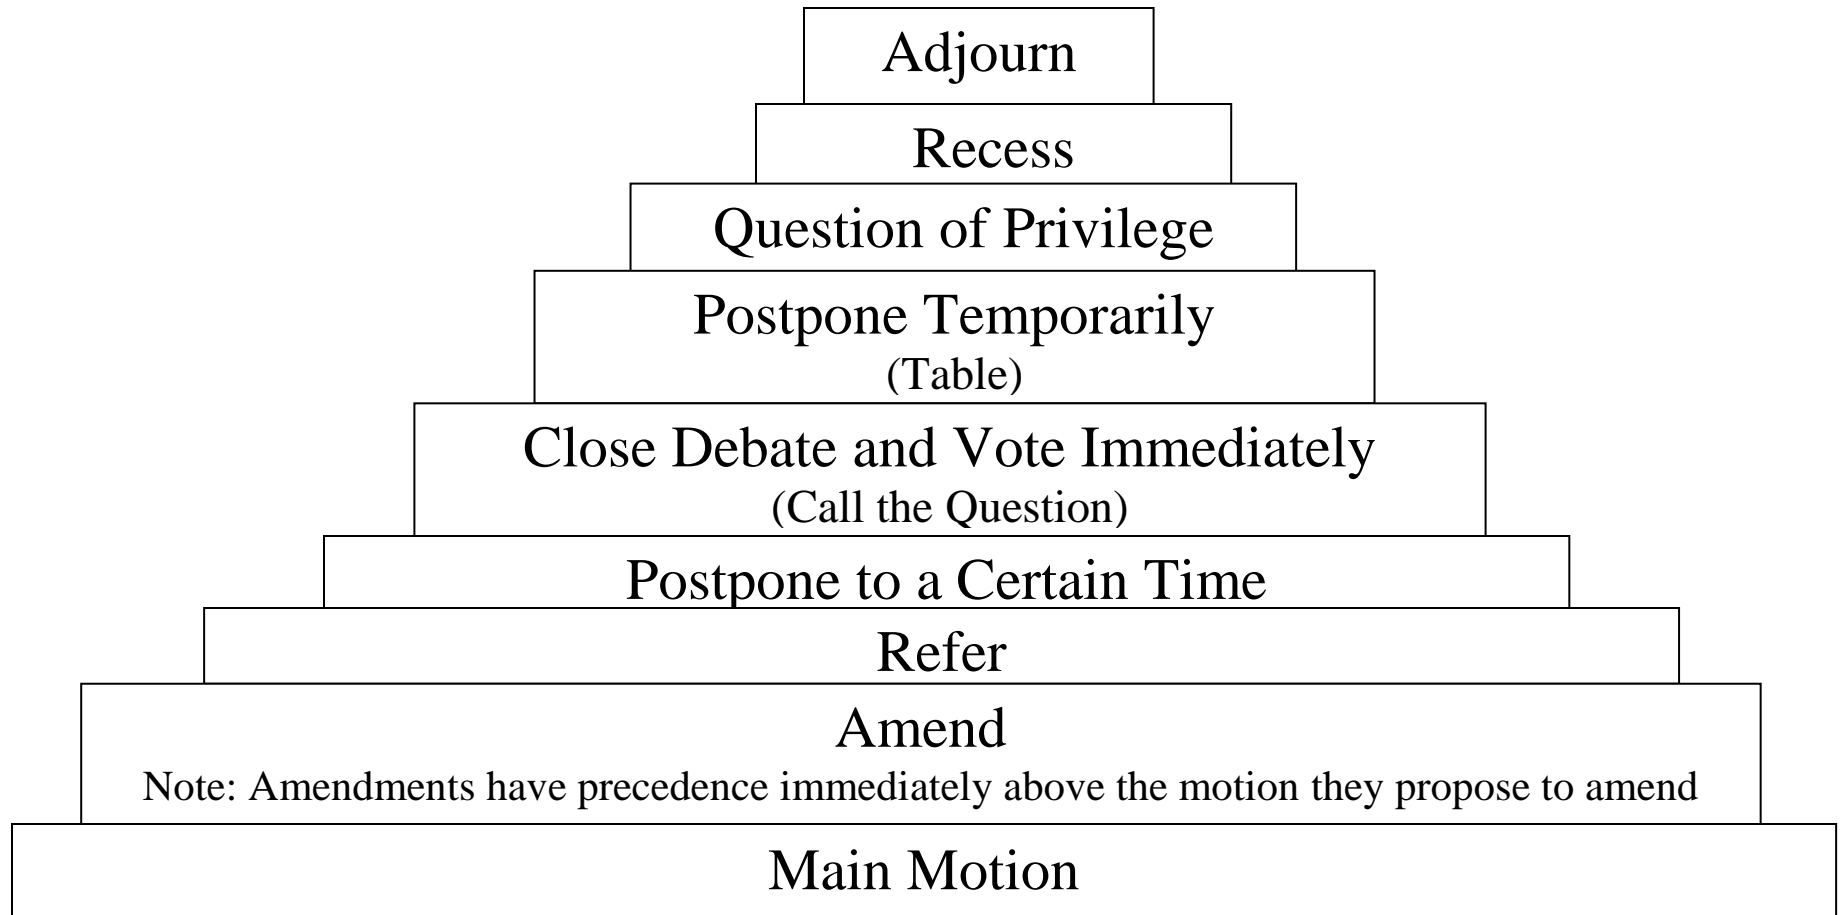 Adjourn
Recess
Question of Privilege
Postpone Temporarily
(Table)
Close Debate and Vote Immediately
(Call the Question)
Postpone to a Certain Time
Refer
Amend
Note: Amendments have precedence immediately above the motion they propose to amend
Main Motion